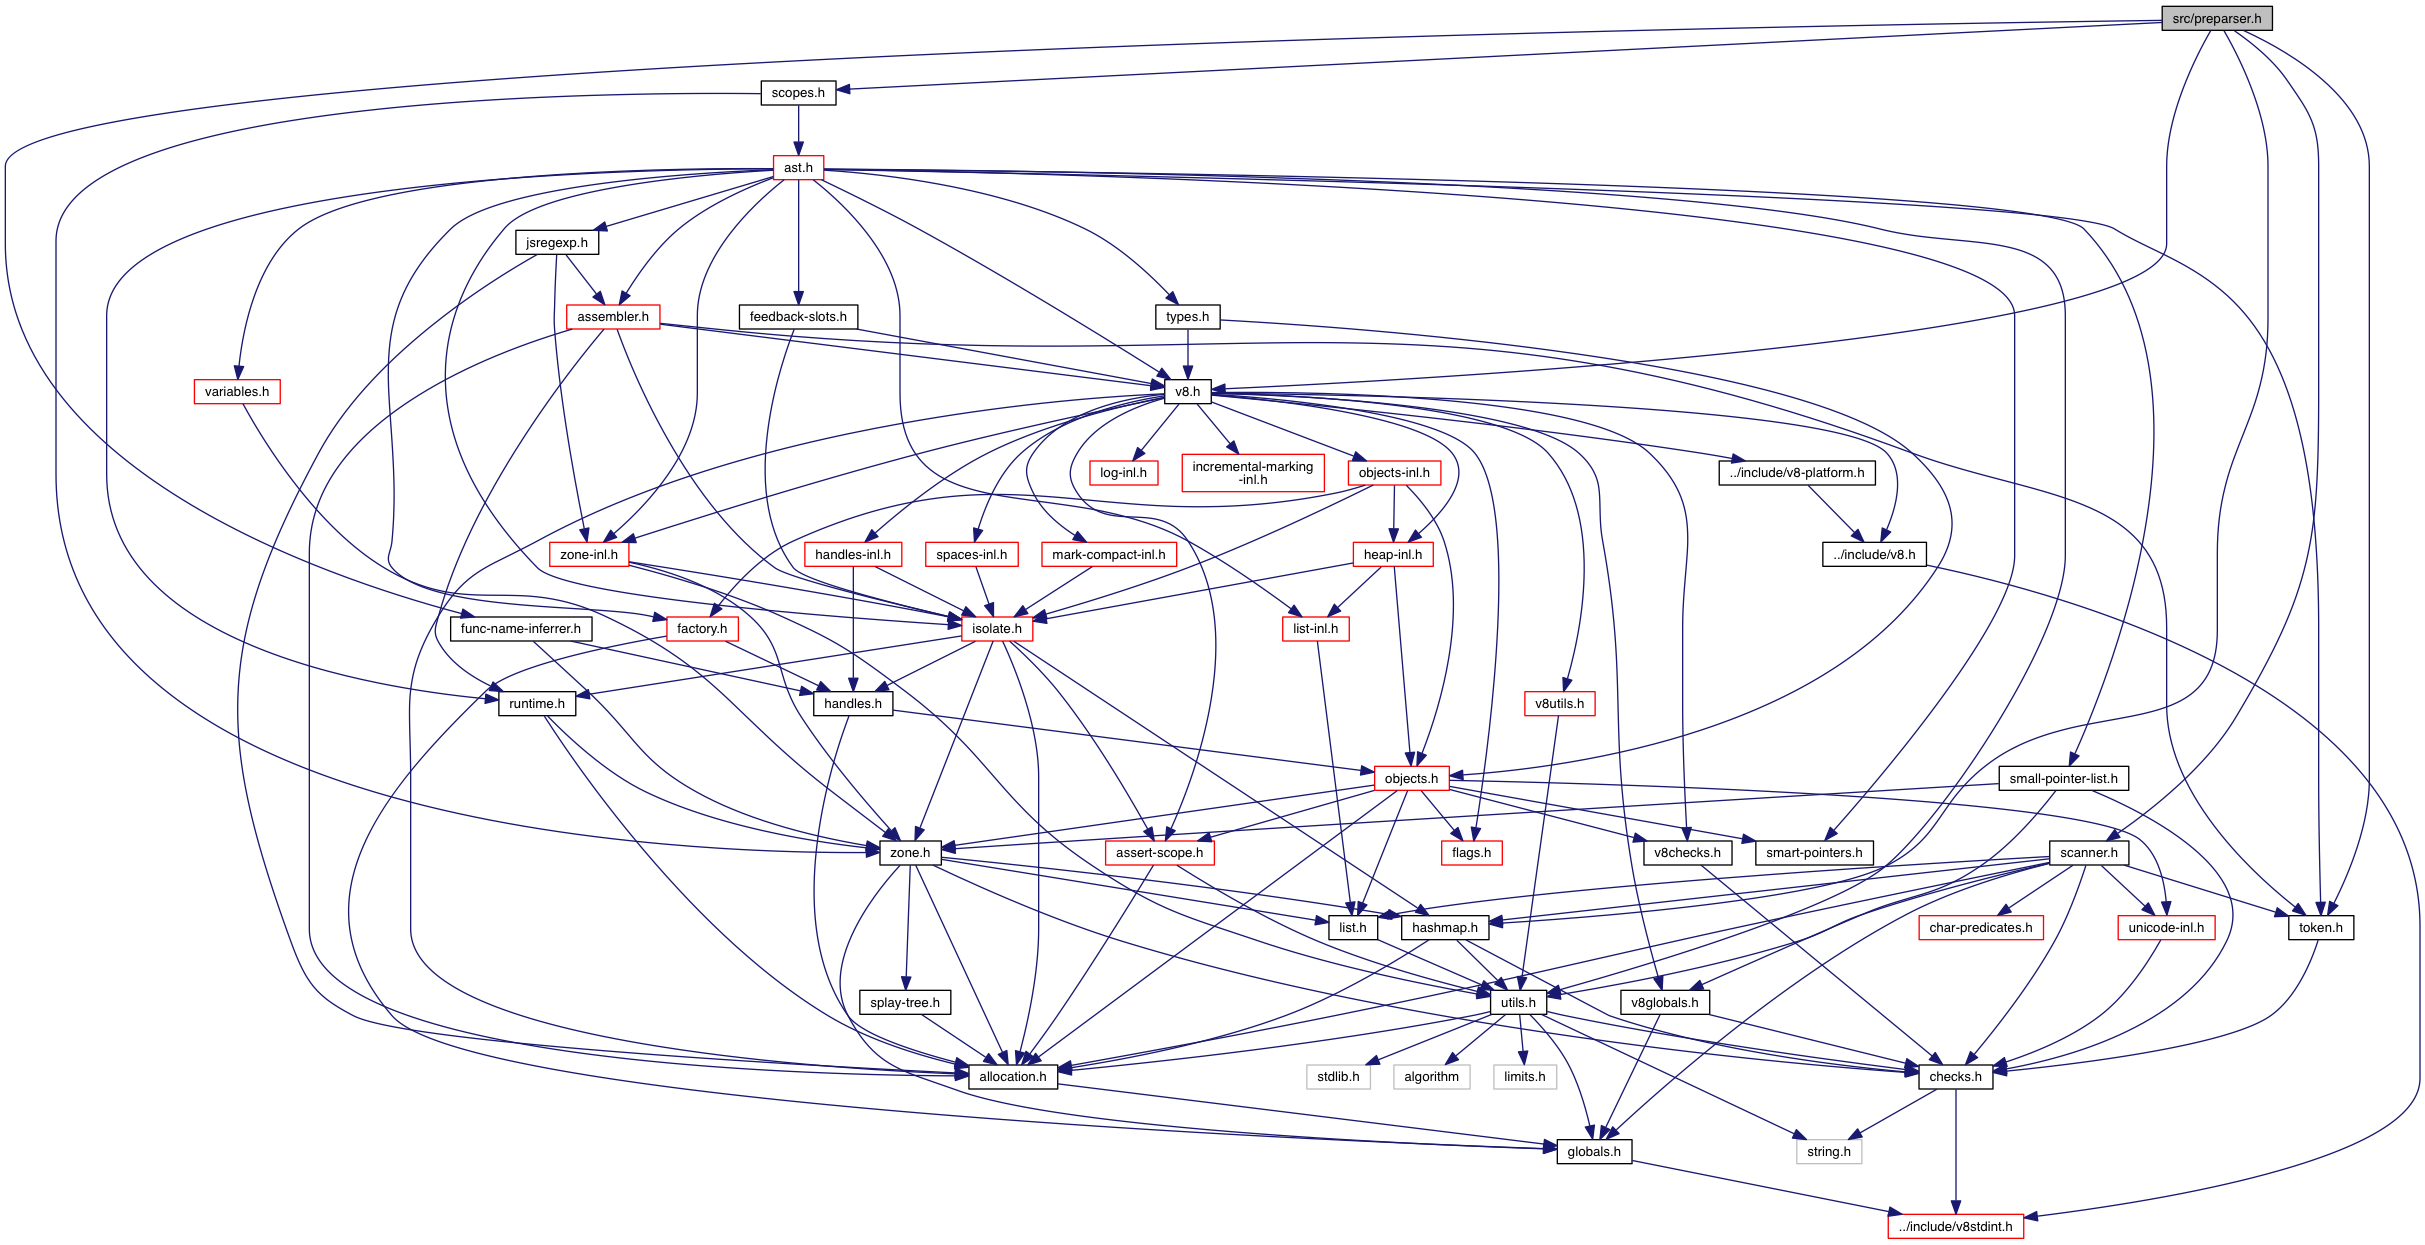 src/preparser.h
scopes.h
ast.h
jsregexp.h
assembler.h
feedback-slots.h
types.h
variables.h
v8.h
log-inl.h
incremental-marking
-inl.h
objects-inl.h
../include/v8-platform.h
zone-inl.h
handles-inl.h
spaces-inl.h
mark-compact-inl.h
heap-inl.h
../include/v8.h
func-name-inferrer.h
factory.h
isolate.h
list-inl.h
runtime.h
handles.h
v8utils.h
objects.h
small-pointer-list.h
zone.h
assert-scope.h
flags.h
v8checks.h
smart-pointers.h
scanner.h
list.h
hashmap.h
char-predicates.h
unicode-inl.h
token.h
splay-tree.h
utils.h
v8globals.h
allocation.h
stdlib.h
algorithm
limits.h
checks.h
globals.h
string.h
../include/v8stdint.h